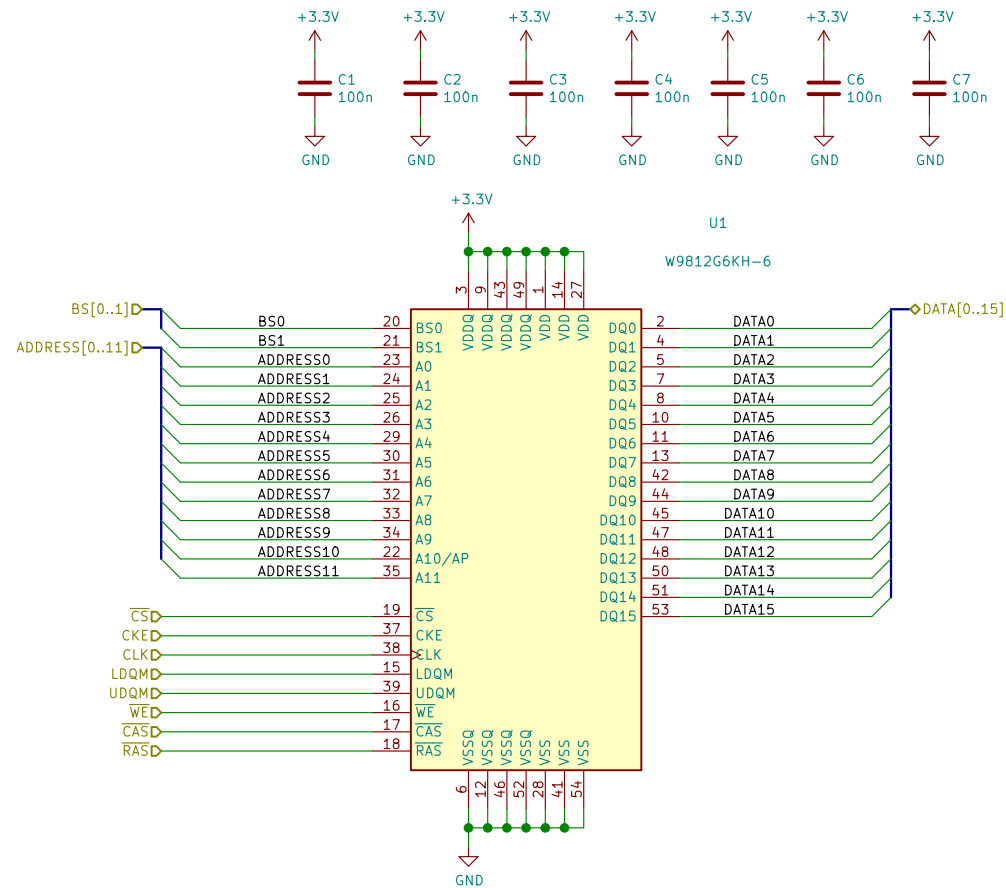 +3.3V +3.3V +3.3V +3.3V +3.3V +3.3V +3.3V
C1 C2 C3 C4 C5 C6 C7
100n 100n 100n 100n 100n 100n 100n
GND GND GND GND GND GND GND
+3.3V
U1
W9812G6KH-6
3 9 43 49 1 14 27
VDDQ VDDQ VDDQ VDDQ VDD VDD VDD
BS[0..1] DATA[0..15]
BS0 20 BS0 DQ0 2 DATA0
BS1 21 BS1 DQ1 4 DATA1
ADDRESS[0..11]
ADDRESS0 23 A0 DQ2 5 DATA2
ADDRESS1 24 A1 DQ3 7 DATA3
ADDRESS2 25 A2 DQ4 8 DATA4
ADDRESS3 26 A3 DQ5 10 DATA5
ADDRESS4 29 A4 DQ6 11 DATA6
ADDRESS5 30 A5 DQ7 13 DATA7
ADDRESS6 31 A6 DQ8 42 DATA8
ADDRESS7 32 A7 DQ9 44 DATA9
ADDRESS8 33 A8 DQ10 45 DATA10
ADDRESS9 34 A9 DQ11 47 DATA11
ADDRESS10 22 A10/AP DQ12 48 DATA12
ADDRESS11 35 A11 DQ13 50 DATA13
DQ14 51 DATA14
CS 19 CS DQ15 53 DATA15
CKE 37 CKE
CLK 38 CLK
LDQM 15 LDQM
UDQM 39 UDQM
WE 16 WE
CAS 17 CAS
RAS 18 RAS
VSSQ VSSQ VSSQ VSSQ VSS VSS VSS
6 12 46 52 28 41 54
GND